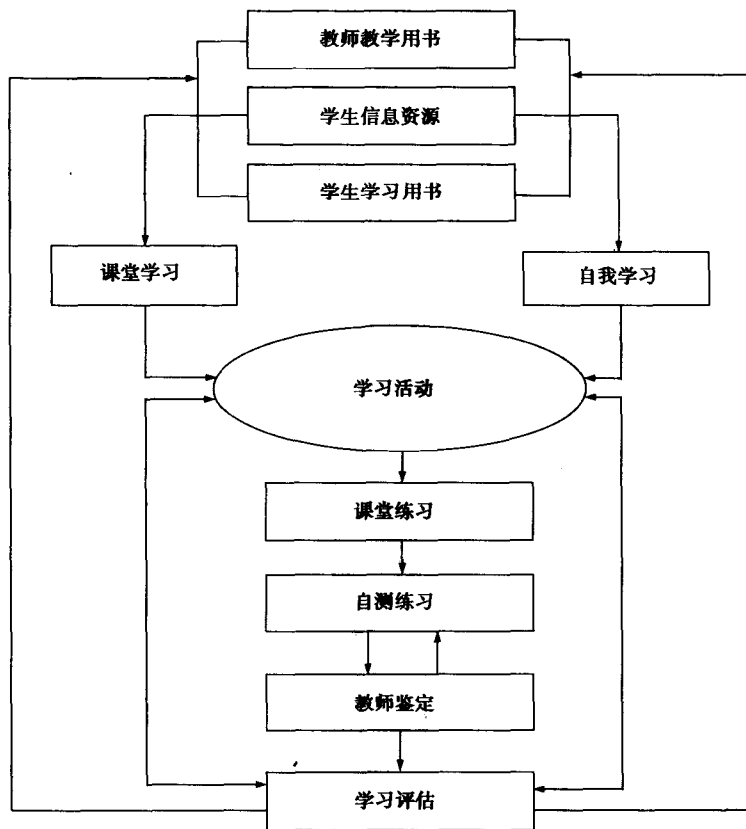 教师教学用书
学生信息资源
学生学习用书
课堂学习
自我学习
学习活动
课堂练习
自测练习
教师鉴定
学习评估